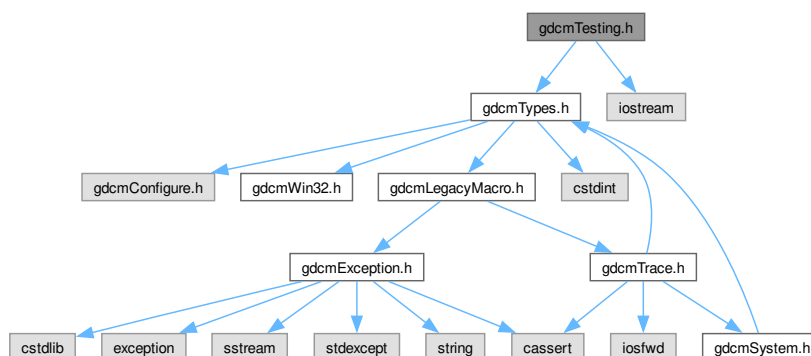 gdcmTesting.h
gdcmTypes.h
iostream
gdcmConfigure.h
gdcmWin32.h
gdcmLegacyMacro.h
cstdint
gdcmException.h
gdcmTrace.h
cstdlib
exception
sstream
stdexcept
string
cassert
iosfwd
gdcmSystem.h